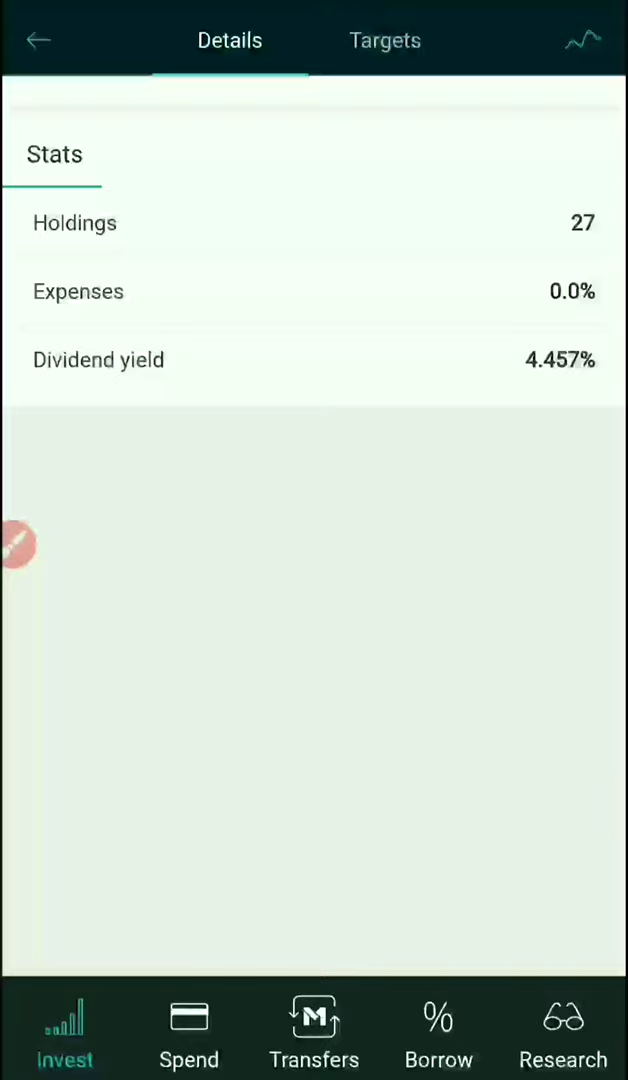 Details Targets
Stats
Holdings 27
Expenses 0.0%
Dividend yield 4.457%
Invest Spend Transfers Borrow Research